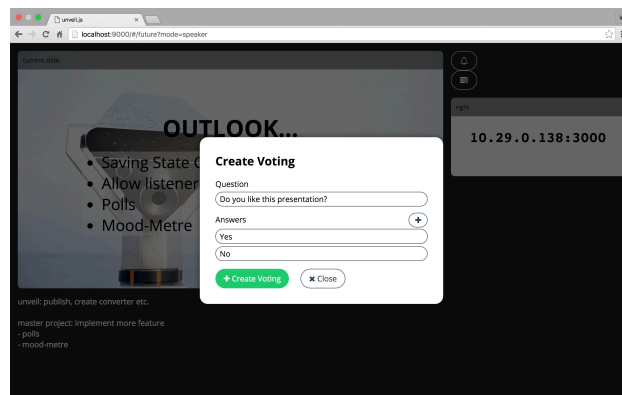 unveil.js
localhost:9000/#/future?mode=speaker
current slide
OUTLOOK...
• Saving State
• Allow listener
• Polls
• Mood-Metre
right
10.29.0.138:3000
Create Voting
Question
Do you like this presentation?
Answers
Yes
No
Create Voting
Close
unveil: publish, create converter etc.
master project: implement more feature
- polls
- mood-metre